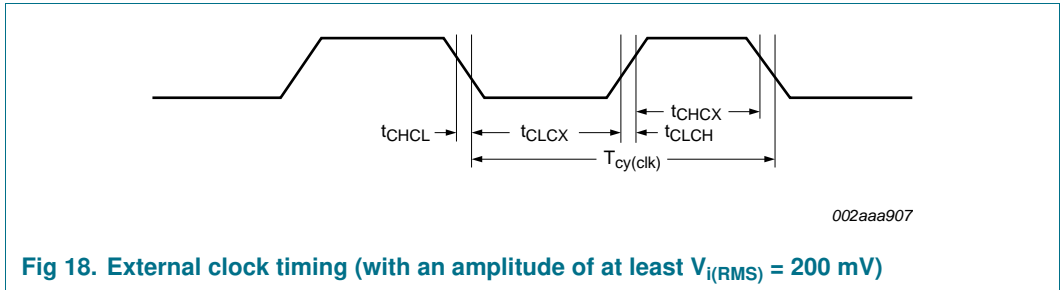 tCHCX
tCHCL tCLCX tCLCH
Tcy(clk)
002aaa907
Fig 18. External clock timing (with an amplitude of at least Vi(RMS) = 200 mV)